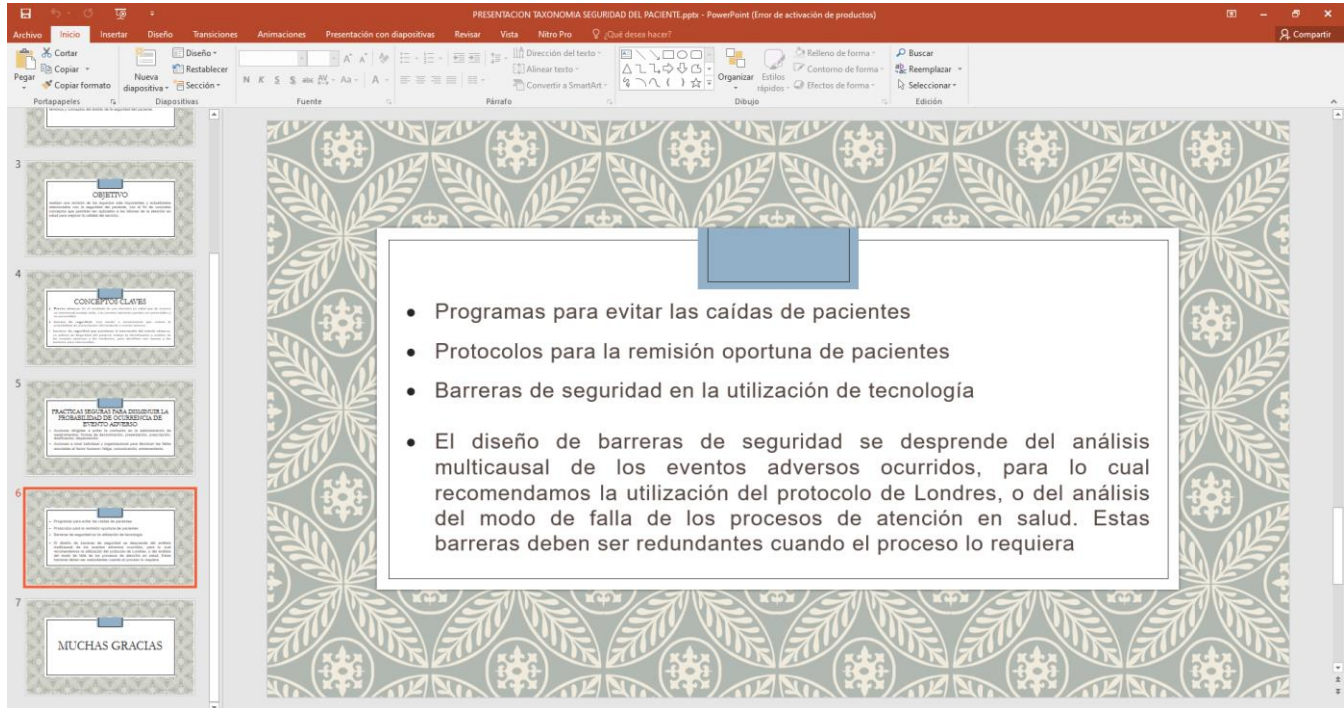 PRESENTACION TAXONOMIA SEGURIDAD DEL PACIENTE.pptx - PowerPoint (Error de activación de productos)
Archivo Inicio Insertar Diseño Transiciones Animaciones Presentación con diapositivas Revisar Vista Nitro Pro ¿Qué desea hacer? Compartir
Pegar
Cortar
Copiar
Copiar formato
Portapapeles
Nueva diapositiva
Diseño
Restablecer
Sección
Diapositivas
N K S S abc AV Aa A
Fuente
Párrafo
Dirección del texto
Alinear texto
Convertir a SmartArt
Organizar
Estilos rápidos
Relleno de forma
Contorno de forma
Efectos de forma
Dibujo
Buscar
Reemplazar
Seleccionar
Edición
3
OBJETIVO
4
CONCEPTOS CLAVES
5
PRACTICAS SEGURAS PARA DISMINUIR LA
PROBABILIDAD DE OCURRENCIA DE
EVENTO ADVERSO
6
7
MUCHAS GRACIAS
• Programas para evitar las caídas de pacientes
• Protocolos para la remisión oportuna de pacientes
• Barreras de seguridad en la utilización de tecnología
• El diseño de barreras de seguridad se desprende del análisis
multicausal de los eventos adversos ocurridos, para lo cual
recomendamos la utilización del protocolo de Londres, o del análisis
del modo de falla de los procesos de atención en salud. Estas
barreras deben ser redundantes cuando el proceso lo requiera